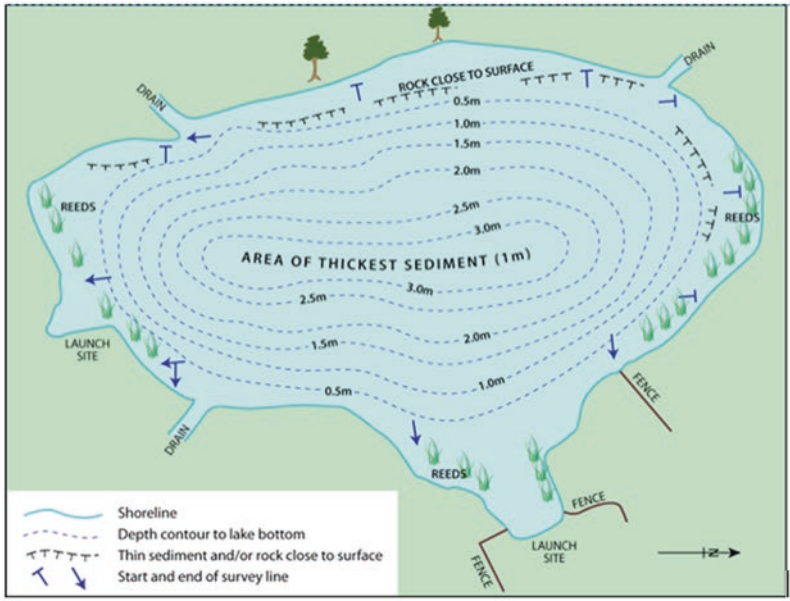 DRAIN
ROCK CLOSE TO SURFACE
DRAIN
0.5m
1.0m
1.5m
2.0m
2.5m
3.0m
REEDS
REEDS
AREA OF THICKEST SEDIMENT (1m)
3.0m
2.5m
2.0m
1.5m
1.0m
0.5m
LAUNCH
SITE
FENCE
DRAIN
REEDS
FENCE
FENCE
LAUNCH
SITE
N
Shoreline
Depth contour to lake bottom
Thin sediment and/or rock close to surface
Start and end of survey line